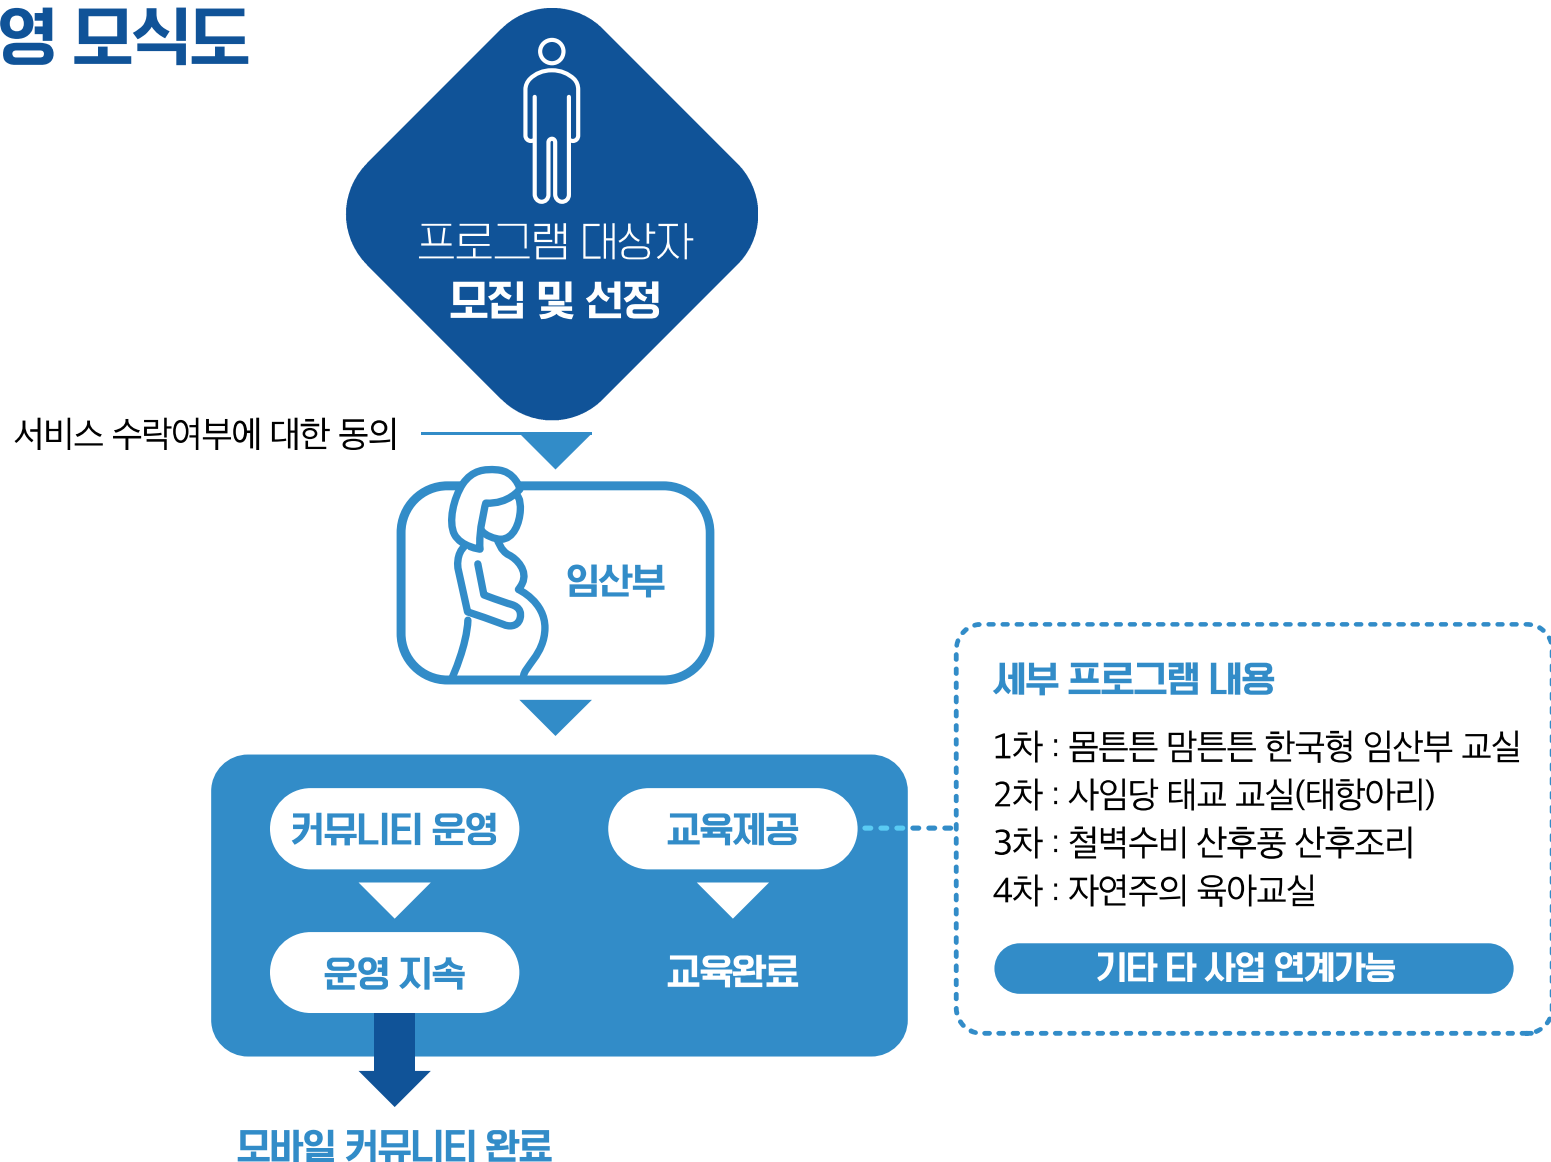 영 모식도
프로그램 대상자
모집 및 선정
서비스 수락여부에 대한 동의
임산부
커뮤니티 운영
운영 지속
모바일 커뮤니티 완료
교육제공
교육완료
세부 프로그램 내용
1차 : 몸튼튼 맘튼튼 한국형 임산부 교실
2차 : 사임당 태교 교실(태항아리)
3차 : 철벽수비 산후풍 산후조리
4차 : 자연주의 육아교실
기타 타 사업 연계가능